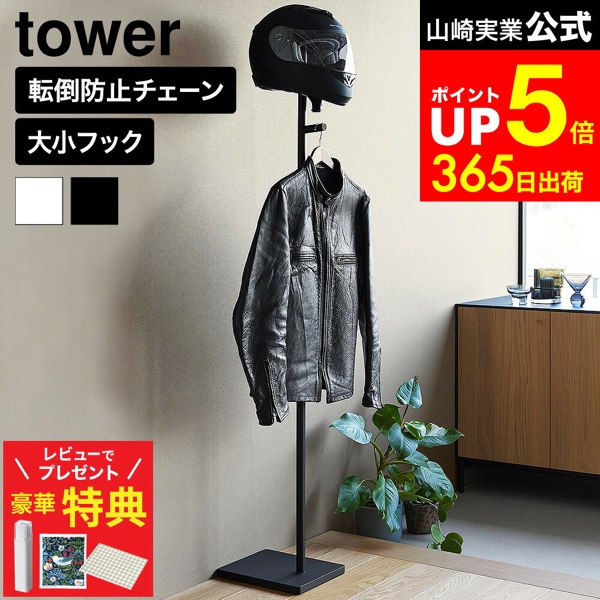 tower
転倒防止チェーン
大小フック
山崎実業公式
ポイント
UP5倍
365日出荷
レビューで
プレゼント
豪華特典